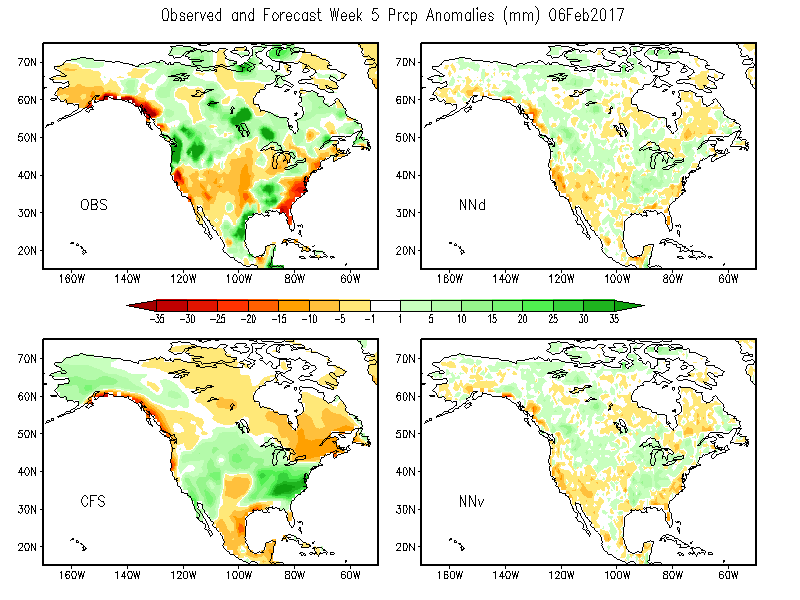 Observed and Forecast Week 5 Prcp Anomalies (mm) 06Feb2017
70N
60N
50N
40N
30N
20N
OBS
160W 140W 120W 100W 80W 60W
70N
60N
50N
40N
30N
20N
NNd
160W 140W 120W 100W 80W 60W
-35 -30 -25 -20 -15 -10 -5 -1 1 5 10 15 20 25 30 35
70N
60N
50N
40N
30N
20N
CFS
160W 140W 120W 100W 80W 60W
70N
60N
50N
40N
30N
20N
NNv
160W 140W 120W 100W 80W 60W